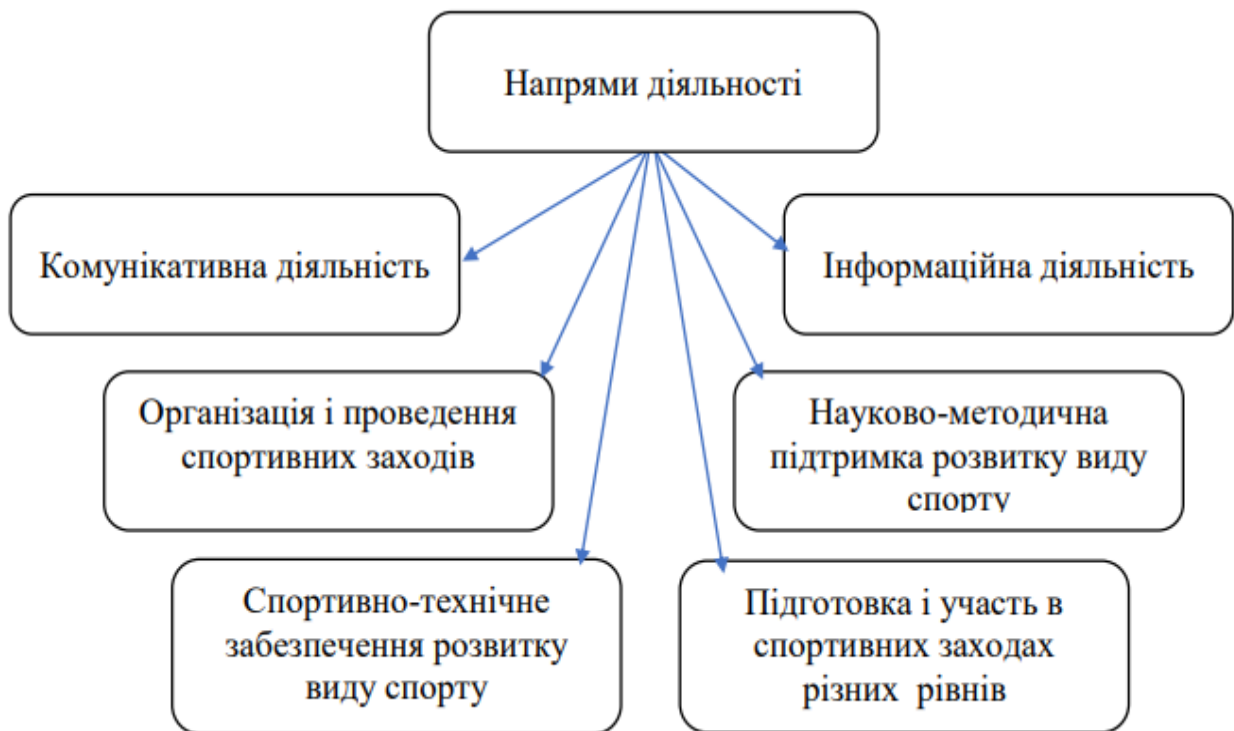 Напрями діяльності
Комунікативна діяльність
Інформаційна діяльність
Організація і проведення
спортивних заходів
Науково-методична
підтримка розвитку виду
спорту
Спортивно-технічне
забезпечення розвитку
виду спорту
Підготовка і участь в
спортивних заходах
різних рівнів